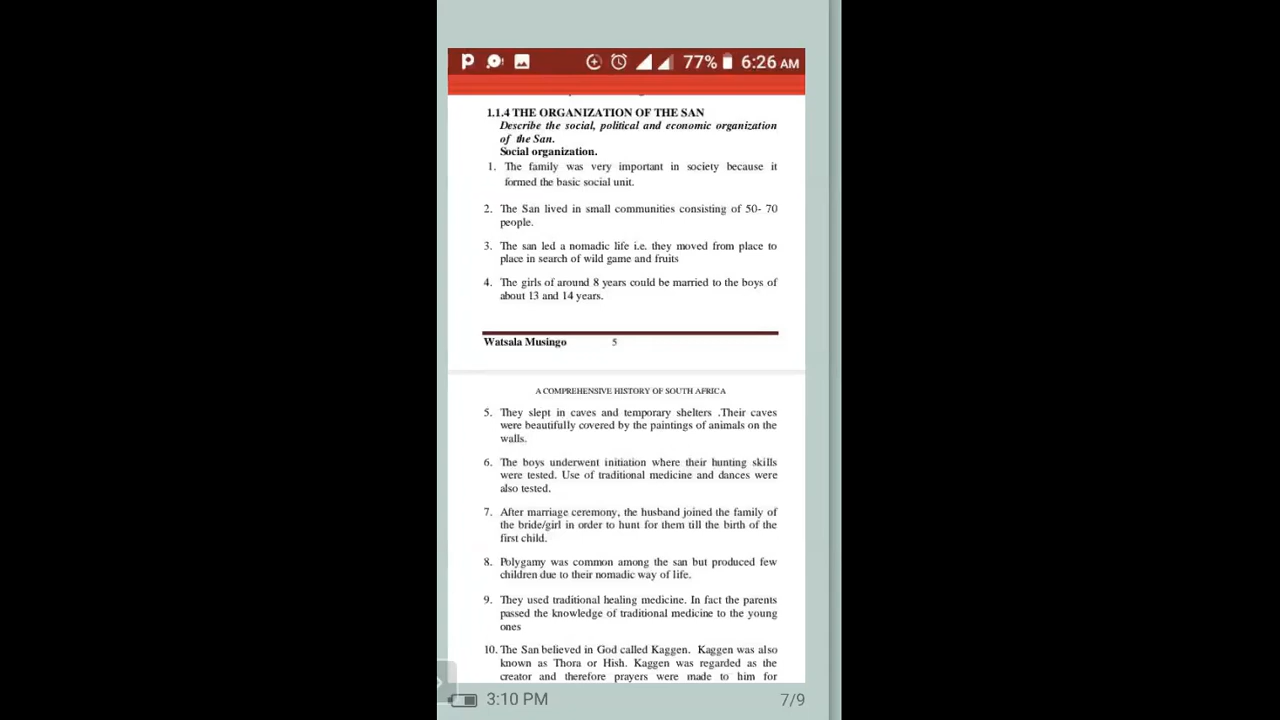 77% 6:26 AM
1.1.4 THE ORGANIZATION OF THE SAN
Describe the social, political and economic organization
of the San.
Social organization.
1. The family was very important in society because it
formed the basic social unit.
2. The San lived in small communities consisting of 50- 70
people.
3. The san led a nomadic life i.e. they moved from place to
place in search of wild game and fruits
4. The girls of around 8 years could be married to the boys of
about 13 and 14 years.
Watsala Musingo 5
A COMPREHENSIVE HISTORY OF SOUTH AFRICA
5. They slept in caves and temporary shelters .Their caves
were beautifully covered by the paintings of animals on the
walls.
6. The boys underwent initiation where their hunting skills
were tested. Use of traditional medicine and dances were
also tested.
7. After marriage ceremony, the husband joined the family of
the bride/girl in order to hunt for them till the birth of the
first child.
8. Polygamy was common among the san but produced few
children due to their nomadic way of life.
9. They used traditional healing medicine. In fact the parents
passed the knowledge of traditional medicine to the young
ones
10. The San believed in God called Kaggen. Kaggen was also
known as Thora or Hish. Kaggen was regarded as the
creator and therefore prayers were made to him for
3:10 PM 7/9